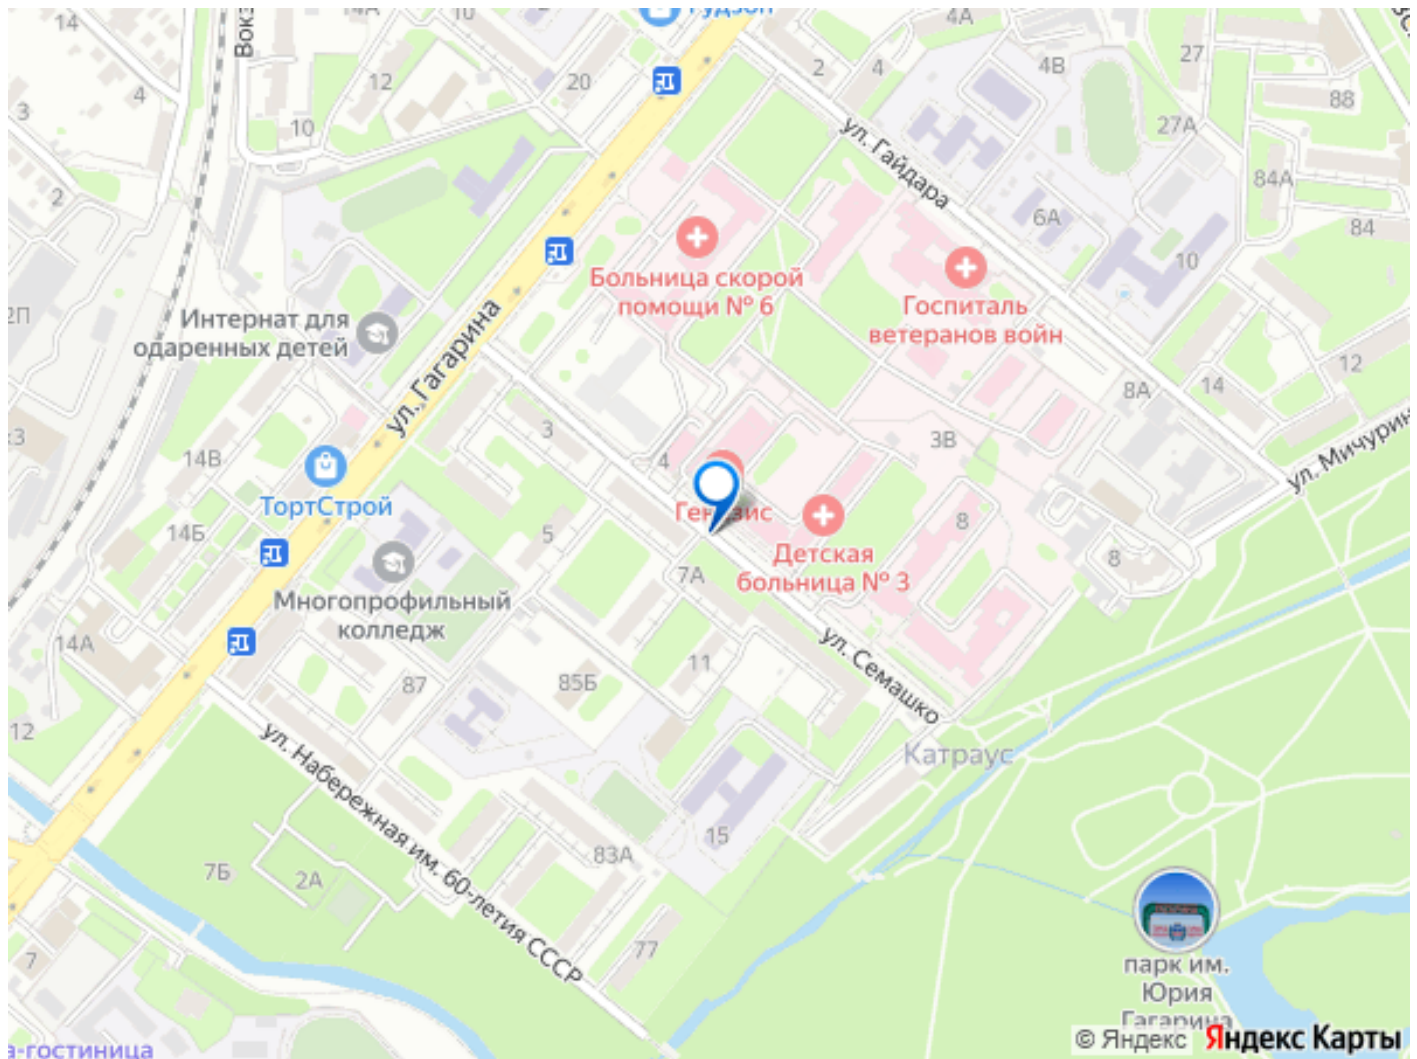 14
14А
10
Гудзон
4А
Вокз
12
20
2
4
4В
27
88
3
4
10
ул. Гайдара
27А
84А
2
6А
84
10
Больница скорой
помощи № 6
Госпиталь
ветеранов войн
2П
Интернат для
одаренных детей
ул. Гагарина
12
14
8А
3
3В
ул. Мичурин
14В
4
ТортСтрой
Генезис
Детская
больница № 3
8
8
14Б
5
7А
Многопрофильный
колледж
ул. Семашко
14А
11
87
85Б
12
Катраус
ул. Набережная им. 60-летия СССР
15
83А
7Б
2А
77
7
парк им.
Юрия
Гагарина
а-гостиница
© Яндекс Яндекс Карты